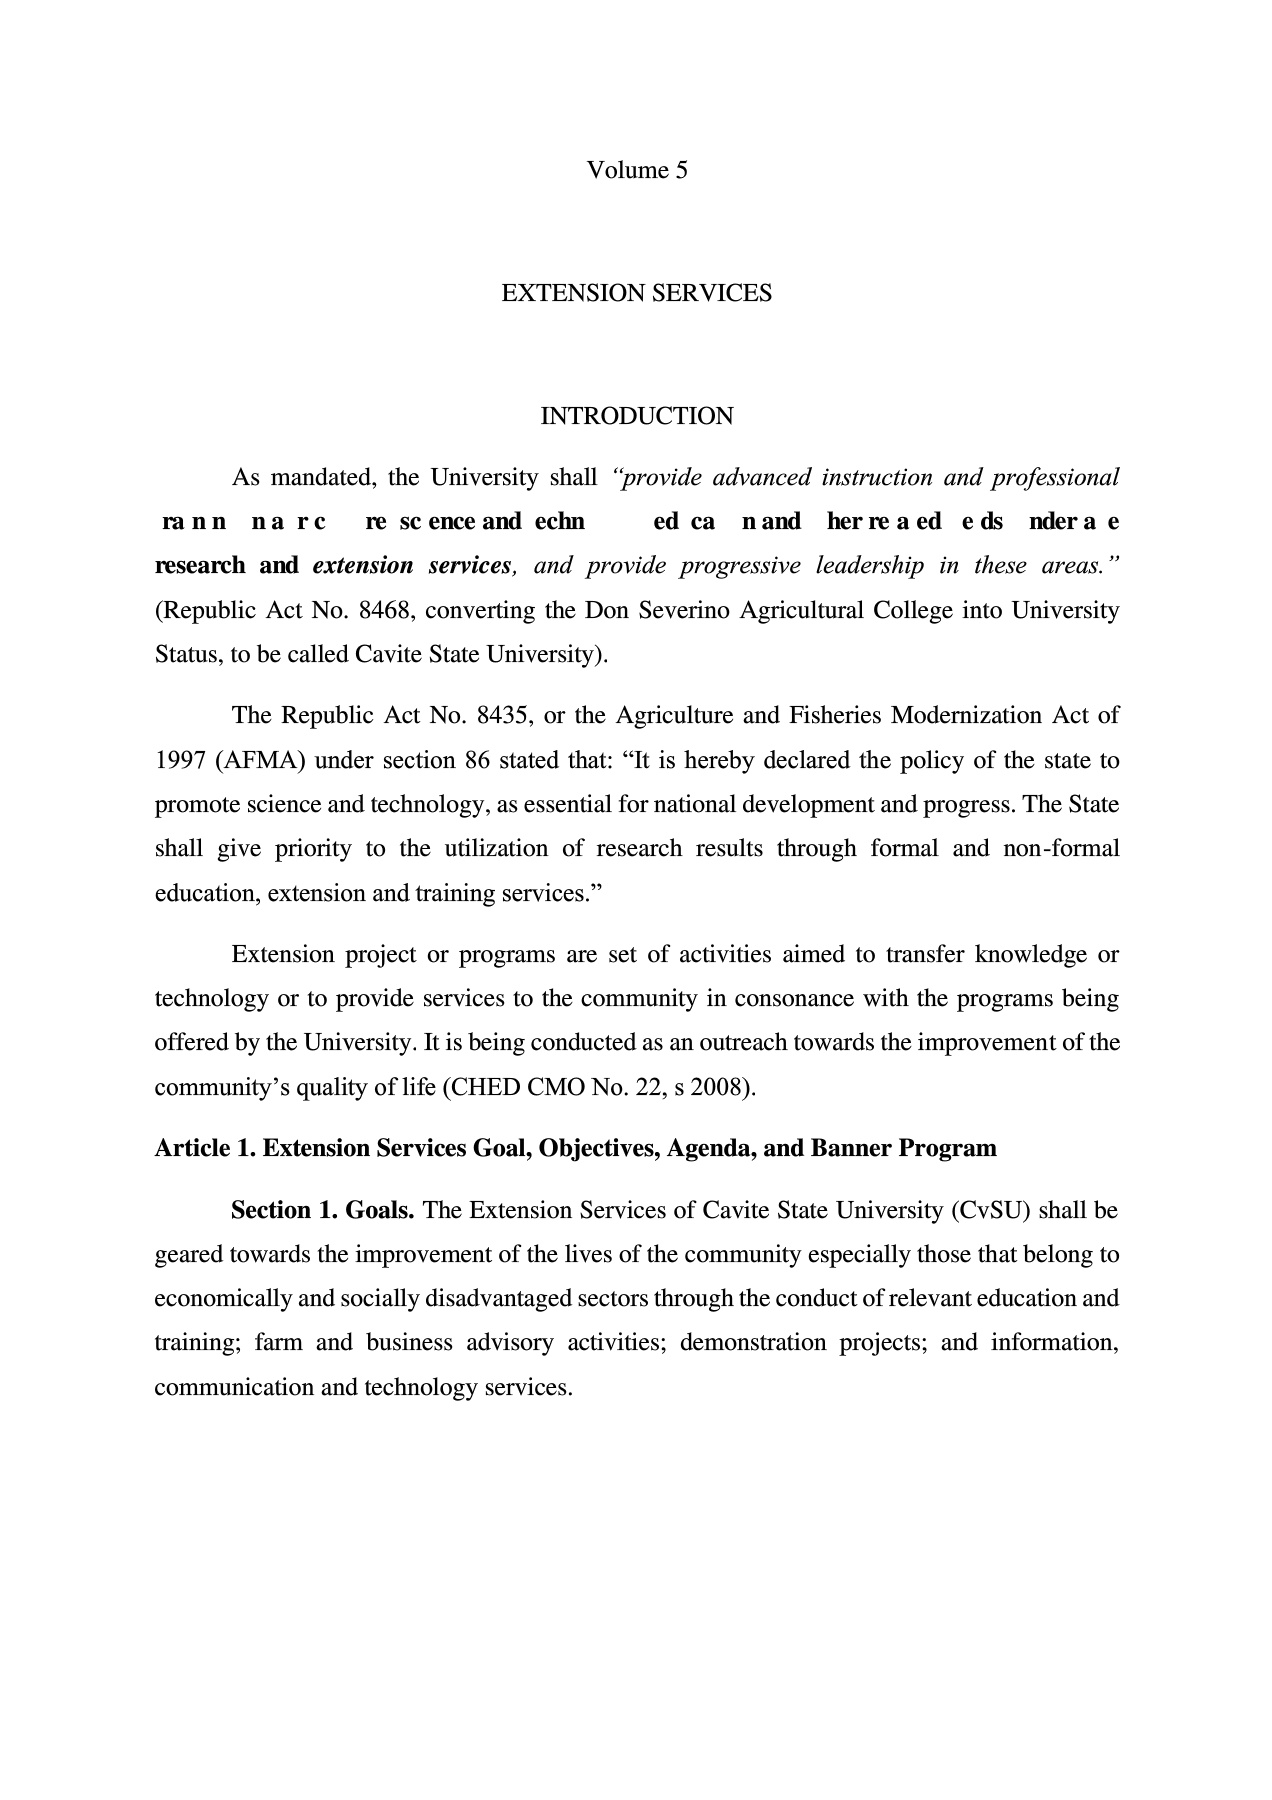 Volume 5
EXTENSION SERVICES
INTRODUCTION
As mandated, the University shall “provide advanced instruction and professional
ra n n n a r c re sc ence and echn ed ca n and her re a ed e ds nder a e
research and extension services, and provide progressive leadership in these areas.”
(Republic Act No. 8468, converting the Don Severino Agricultural College into University
Status, to be called Cavite State University).
The Republic Act No. 8435, or the Agriculture and Fisheries Modernization Act of
1997 (AFMA) under section 86 stated that: “It is hereby declared the policy of the state to
promote science and technology, as essential for national development and progress. The State
shall give priority to the utilization of research results through formal and non-formal
education, extension and training services.”
Extension project or programs are set of activities aimed to transfer knowledge or
technology or to provide services to the community in consonance with the programs being
offered by the University. It is being conducted as an outreach towards the improvement of the
community’s quality of life (CHED CMO No. 22, s 2008).
Article 1. Extension Services Goal, Objectives, Agenda, and Banner Program
Section 1. Goals. The Extension Services of Cavite State University (CvSU) shall be
geared towards the improvement of the lives of the community especially those that belong to
economically and socially disadvantaged sectors through the conduct of relevant education and
training; farm and business advisory activities; demonstration projects; and information,
communication and technology services.